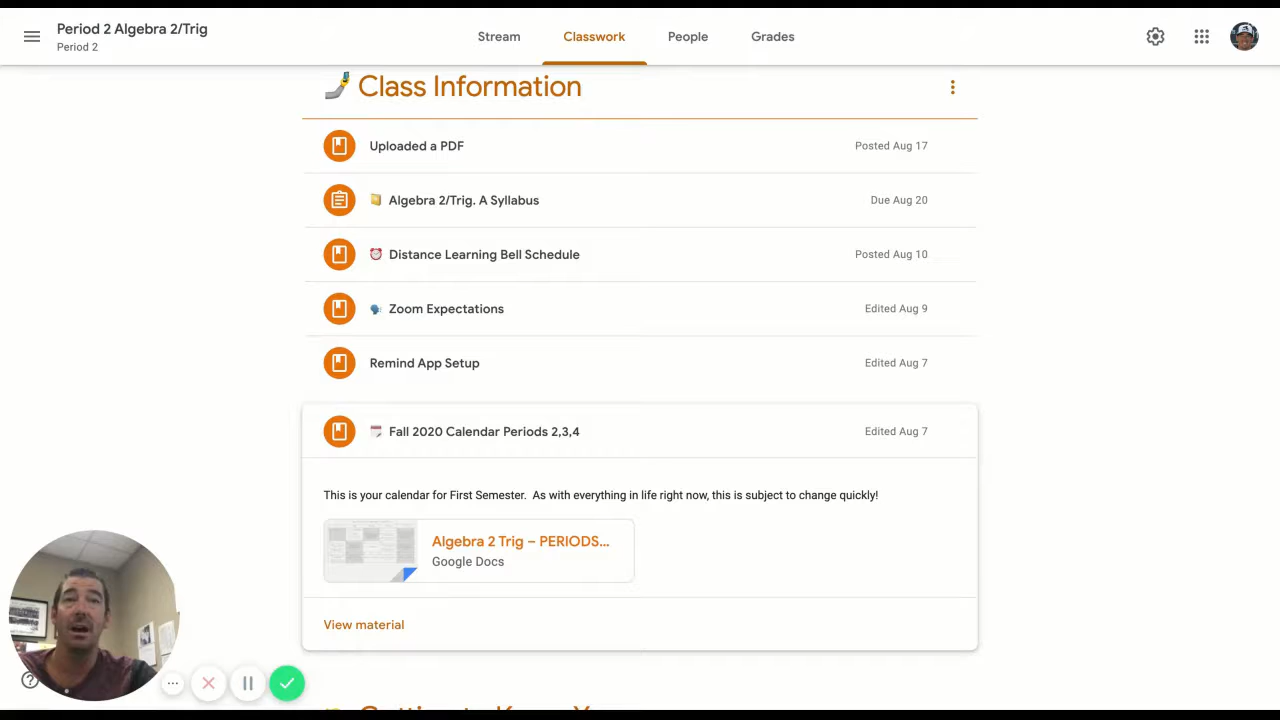 Period 2 Algebra 2/Trig
Period 2
Stream
Classwork
People
Grades
Class Information
Uploaded a PDF
Posted Aug 17
Algebra 2/Trig. A Syllabus
Due Aug 20
Distance Learning Bell Schedule
Posted Aug 10
Zoom Expectations
Edited Aug 9
Remind App Setup
Edited Aug 7
Fall 2020 Calendar Periods 2,3,4
Edited Aug 7
This is your calendar for First Semester.  As with everything in life right now, this is subject to change quickly!
Algebra 2 Trig – PERIODS...
Google Docs
View material